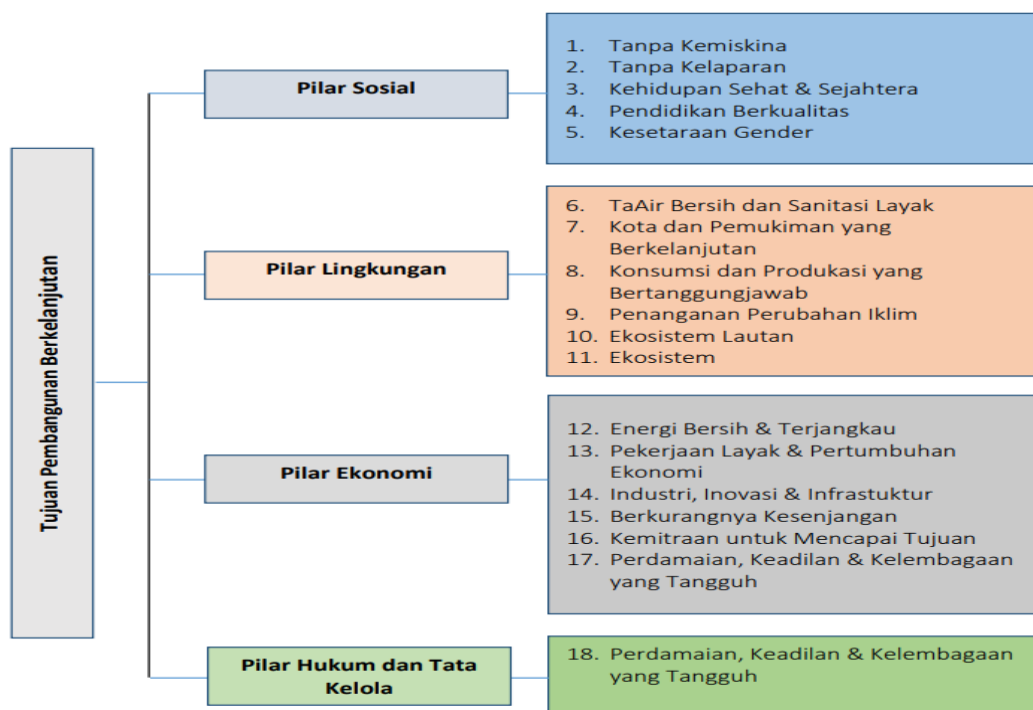 Tujuan Pembangunan Berkelanjutan
Pilar Sosial
1. Tanpa Kemiskina
2. Tanpa Kelaparan
3. Kehidupan Sehat & Sejahtera
4. Pendidikan Berkualitas
5. Kesetaraan Gender
Pilar Lingkungan
6. TaAir Bersih dan Sanitasi Layak
7. Kota dan Pemukiman yang
Berkelanjutan
8. Konsumsi dan Produkasi yang
Bertanggungjawab
9. Penanganan Perubahan Iklim
10. Ekosistem Lautan
11. Ekosistem
Pilar Ekonomi
12. Energi Bersih & Terjangkau
13. Pekerjaan Layak & Pertumbuhan
Ekonomi
14. Industri, Inovasi & Infrastuktur
15. Berkurangnya Kesenjangan
16. Kemitraan untuk Mencapai Tujuan
17. Perdamaian, Keadilan & Kelembagaan
yang Tangguh
Pilar Hukum dan Tata
Kelola
18. Perdamaian, Keadilan & Kelembagaan
yang Tangguh